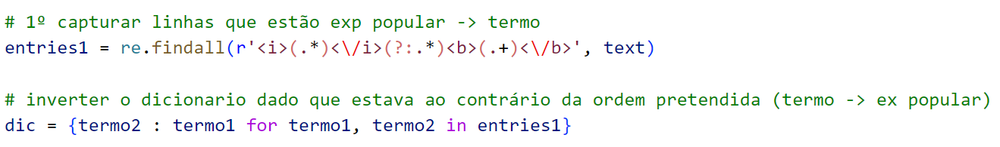 # 1º capturar linhas que estão exp popular -> termo
entries1 = re.findall(r'<i>(.*)<\/i>(?:.*)<b>(.+)<\/b>', text)
# inverter o dicionario dado que estava ao contrário da ordem pretendida (termo -> ex popular)
dic = {termo2 : termo1 for termo1, termo2 in entries1}